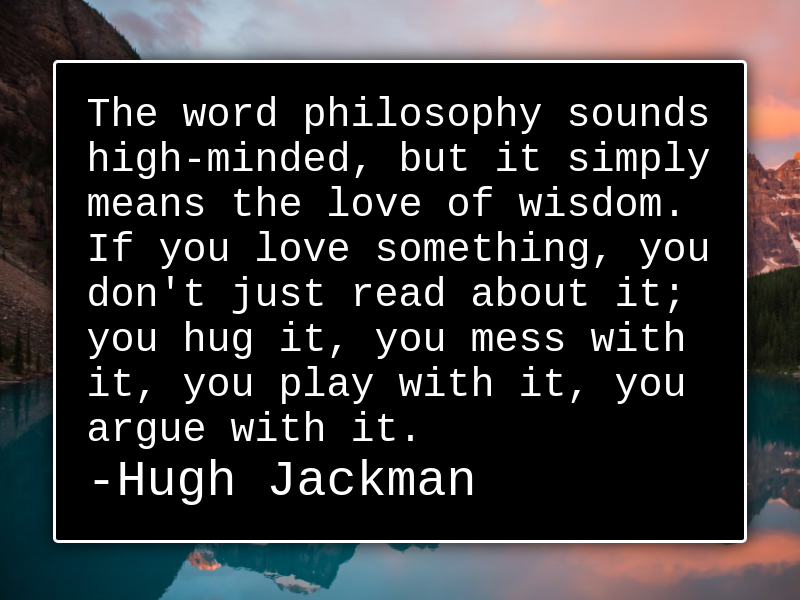 The word philosophy sounds
high-minded, but it simply
means the love of wisdom.
If you love something, you
don't just read about it;
you hug it, you mess with
it, you play with it, you
argue with it.
-Hugh Jackman